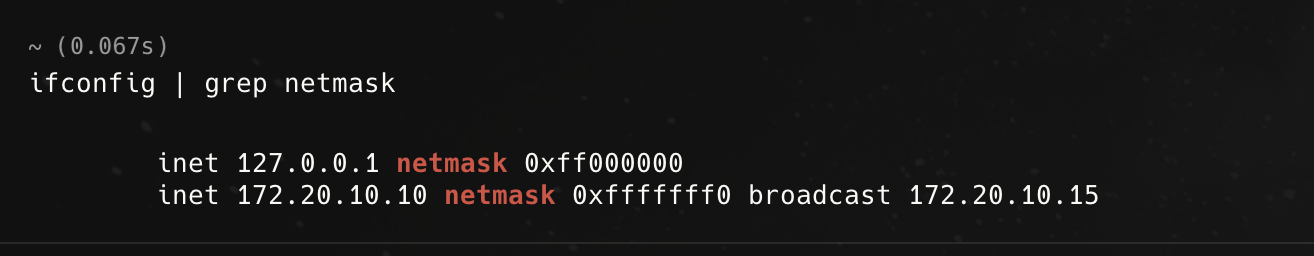 ~ (0.067s)
ifconfig | grep netmask
inet 127.0.0.1 netmask 0xff000000
inet 172.20.10.10 netmask 0xfffffff0 broadcast 172.20.10.15